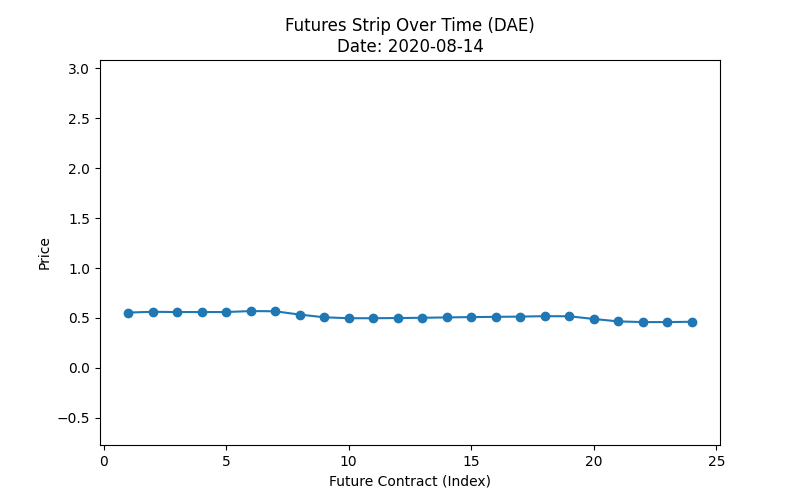 Futures Strip Over Time (DAE)
Date: 2020-08-14
Price
3.0
2.5
2.0
1.5
1.0
0.5
0.0
−0.5
0 5 10 15 20 25
Future Contract (Index)